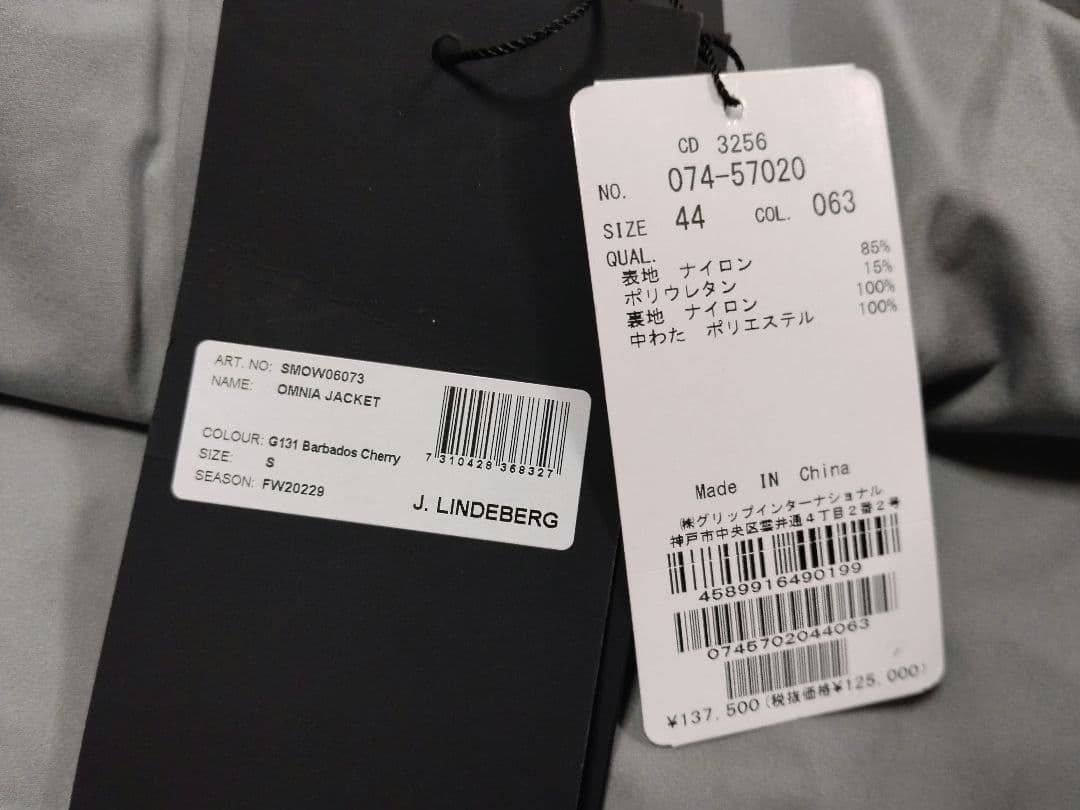 ART. NO: SMOW06073
NAME: OMNIA JACKET
COLOUR: G131 Barbados Cherry
SIZE: S
SEASON: FW20229
7 310428 368327
J. LINDEBERG
CD 3256
NO. 074-57020
SIZE 44 COL. 063
QUAL.
表地 ナイロン 85%
ポリウレタン 15%
裏地 ナイロン 100%
中わた ポリエステル 100%
Made IN China
㈱グリップインターナショナル
神戸市中央区雲井通4丁目2番2号
4589916490199
0745702044063
¥137,500(税抜価格¥125,000)